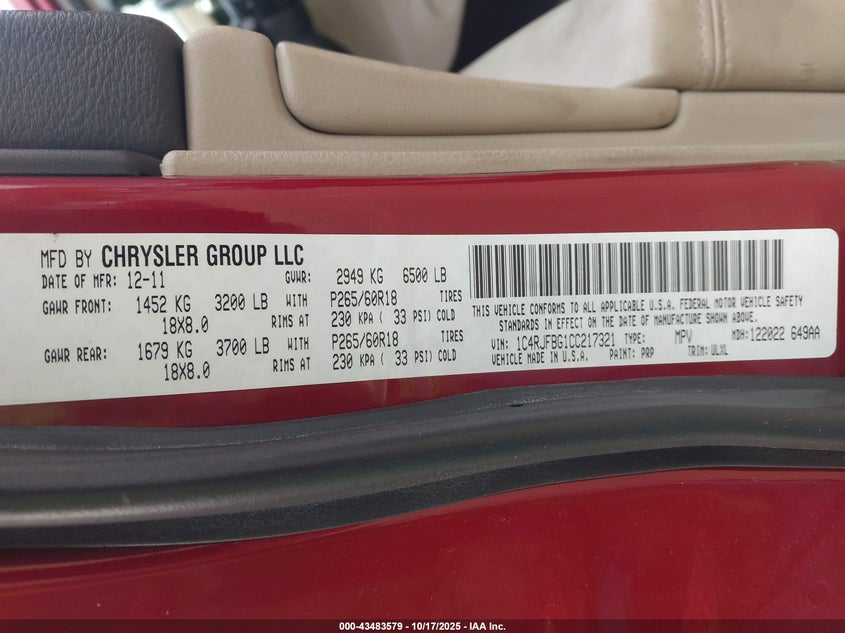 MFD BY CHRYSLER GROUP LLC
DATE OF MFR: 12-11 GVWR: 2949 KG 6500 LB
GAWR FRONT: 1452 KG 3200 LB WITH P265/60R18 TIRES
18X8.0 RIMS AT 230 KPA ( 33 PSI) COLD
GAWR REAR: 1679 KG 3700 LB WITH P265/60R18 TIRES
18X8.0 RIMS AT 230 KPA ( 33 PSI) COLD
THIS VEHICLE CONFORMS TO ALL APPLICABLE U.S.A. FEDERAL MOTOR VEHICLE SAFETY
STANDARDS IN EFFECT ON THE DATE OF MANUFACTURE SHOWN ABOVE.
VIN: 1C4RJFBG1CC217321 TYPE: MPV MDH: 122022 649AA
VEHICLE MADE IN U.S.A. PAINT: PRP TRIM: ULXL
000-43483579 - 10/17/2025 - IAA Inc.